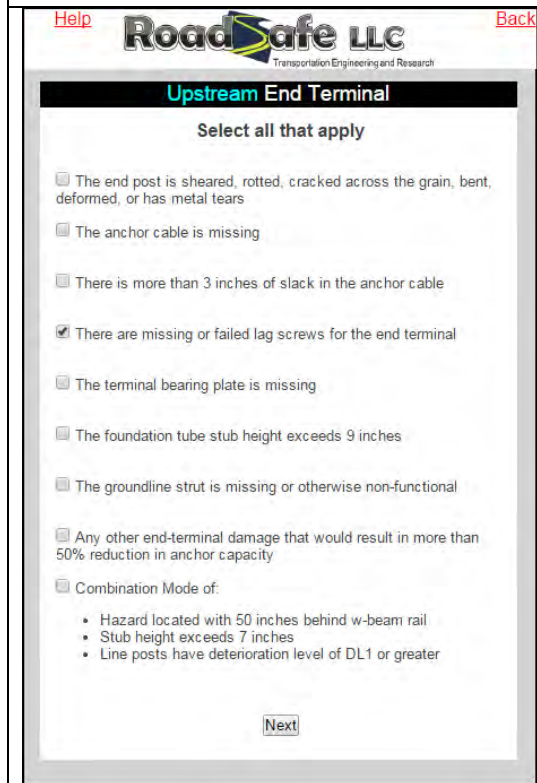 Help
Back
Road Safe LLC
Transportation Engineering and Research
Upstream End Terminal
Select all that apply
The end post is sheared, rotted, cracked across the grain, bent,
deformed, or has metal tears
The anchor cable is missing
There is more than 3 inches of slack in the anchor cable
There are missing or failed lag screws for the end terminal
The terminal bearing plate is missing
The foundation tube stub height exceeds 9 inches
The groundline strut is missing or otherwise non-functional
Any other end-terminal damage that would result in more than
50% reduction in anchor capacity
Combination Mode of:
• Hazard located with 50 inches behind w-beam rail
• Stub height exceeds 7 inches
• Line posts have deterioration level of DL1 or greater
Next